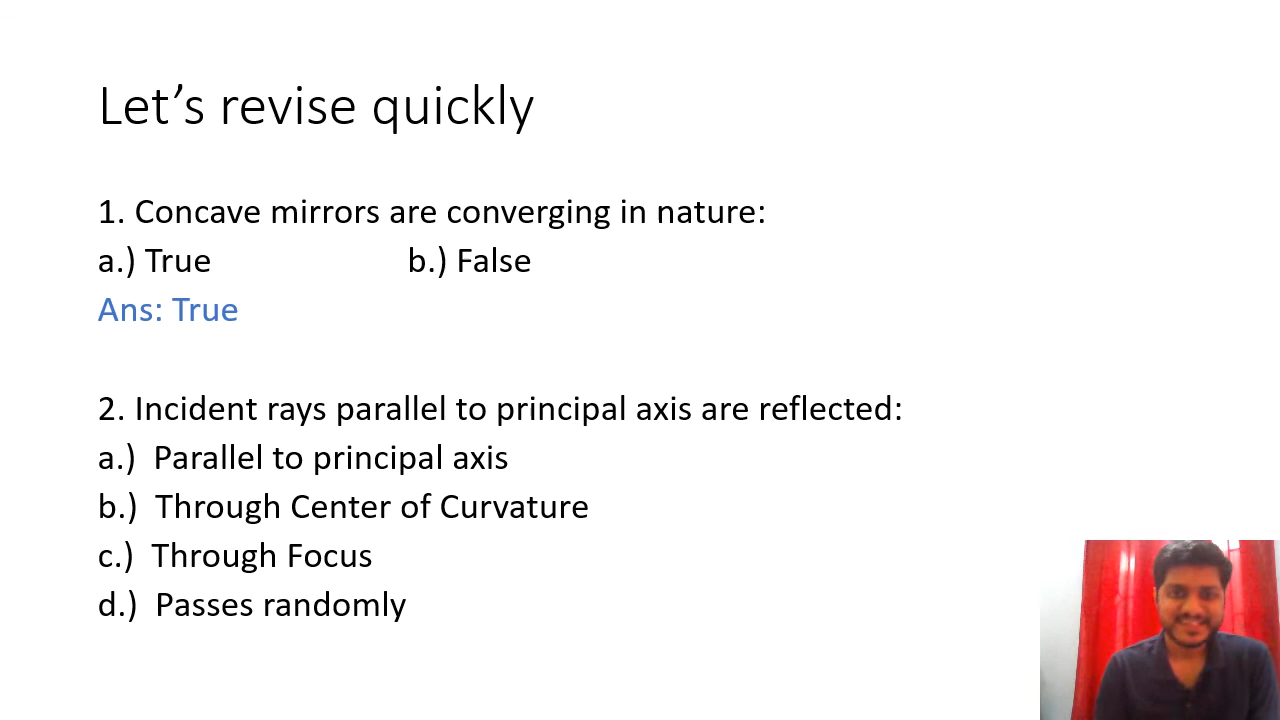 Let’s revise quickly
1. Concave mirrors are converging in nature:
a.) True b.) False
Ans: True
2. Incident rays parallel to principal axis are reflected:
a.) Parallel to principal axis
b.) Through Center of Curvature
c.) Through Focus
d.) Passes randomly